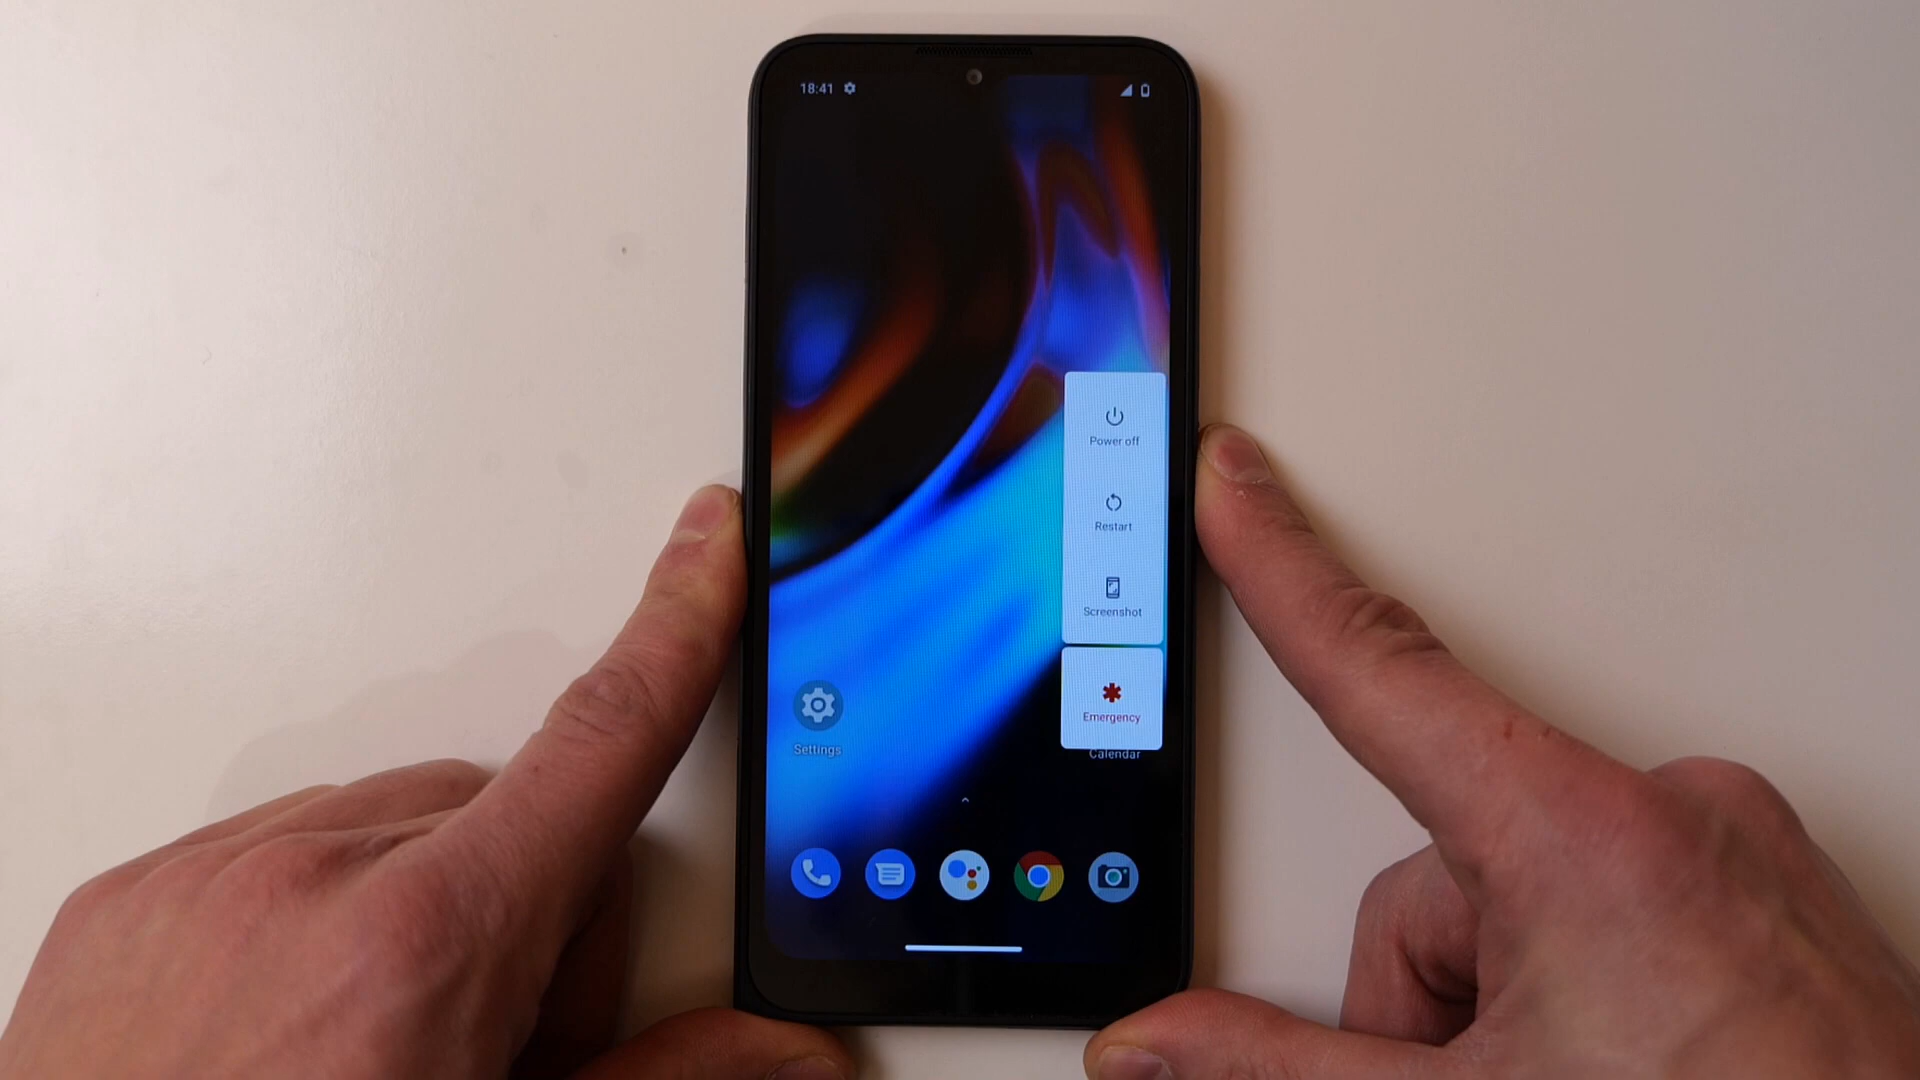 18:41
Power off
Restart
Screenshot
Emergency
Settings
Calendar